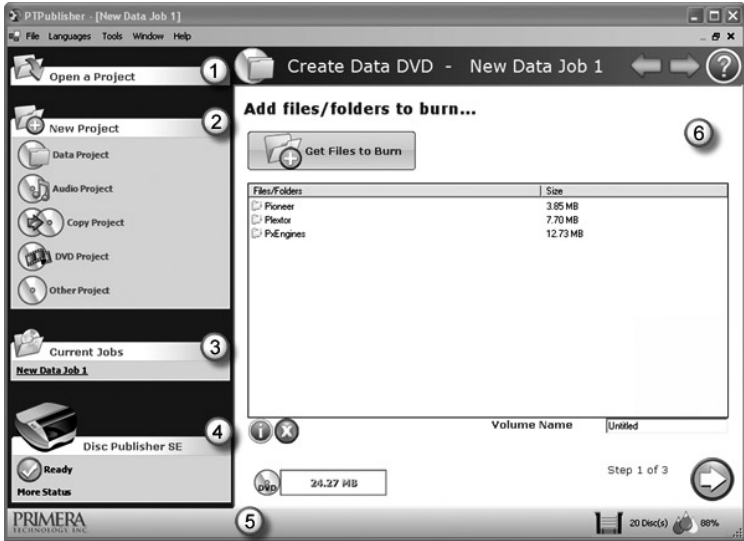 PTPublisher - [New Data Job 1]
File Languages Tools Window Help
Open a Project
1
New Project
2
Data Project
Audio Project
Copy Project
DVD Project
Other Project
Current Jobs
3
New Data Job 1
4
Disc Publisher SE
Ready
More Status
Create Data DVD - New Data Job 1
?
Add files/folders to burn...
6
Get Files to Burn
Files/Folders Size
Pioneer 3.85 MB
Plextor 7.70 MB
PxEngines 12.73 MB
i X
Volume Name Untitled
DVD 24.27 MB
Step 1 of 3
PRIMERA
TECHNOLOGY INC.
5
20 Disc(s) 88%